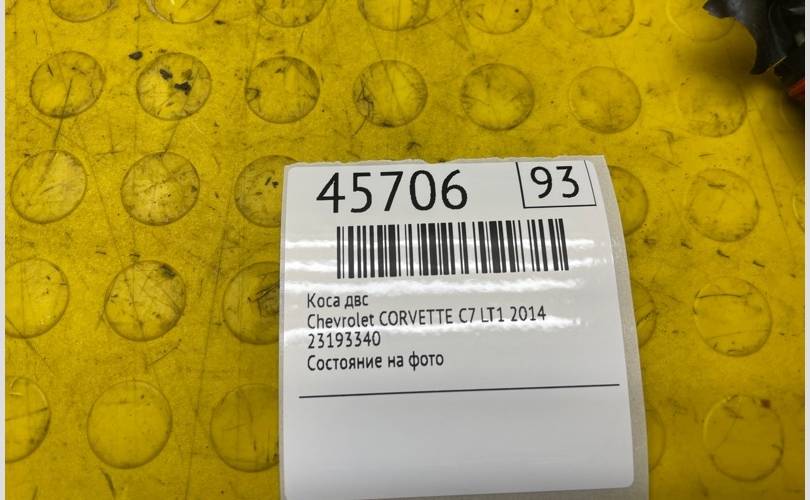 45706 93
Коса двс
Chevrolet CORVETTE C7 LT1 2014
23193340
Состояние на фото